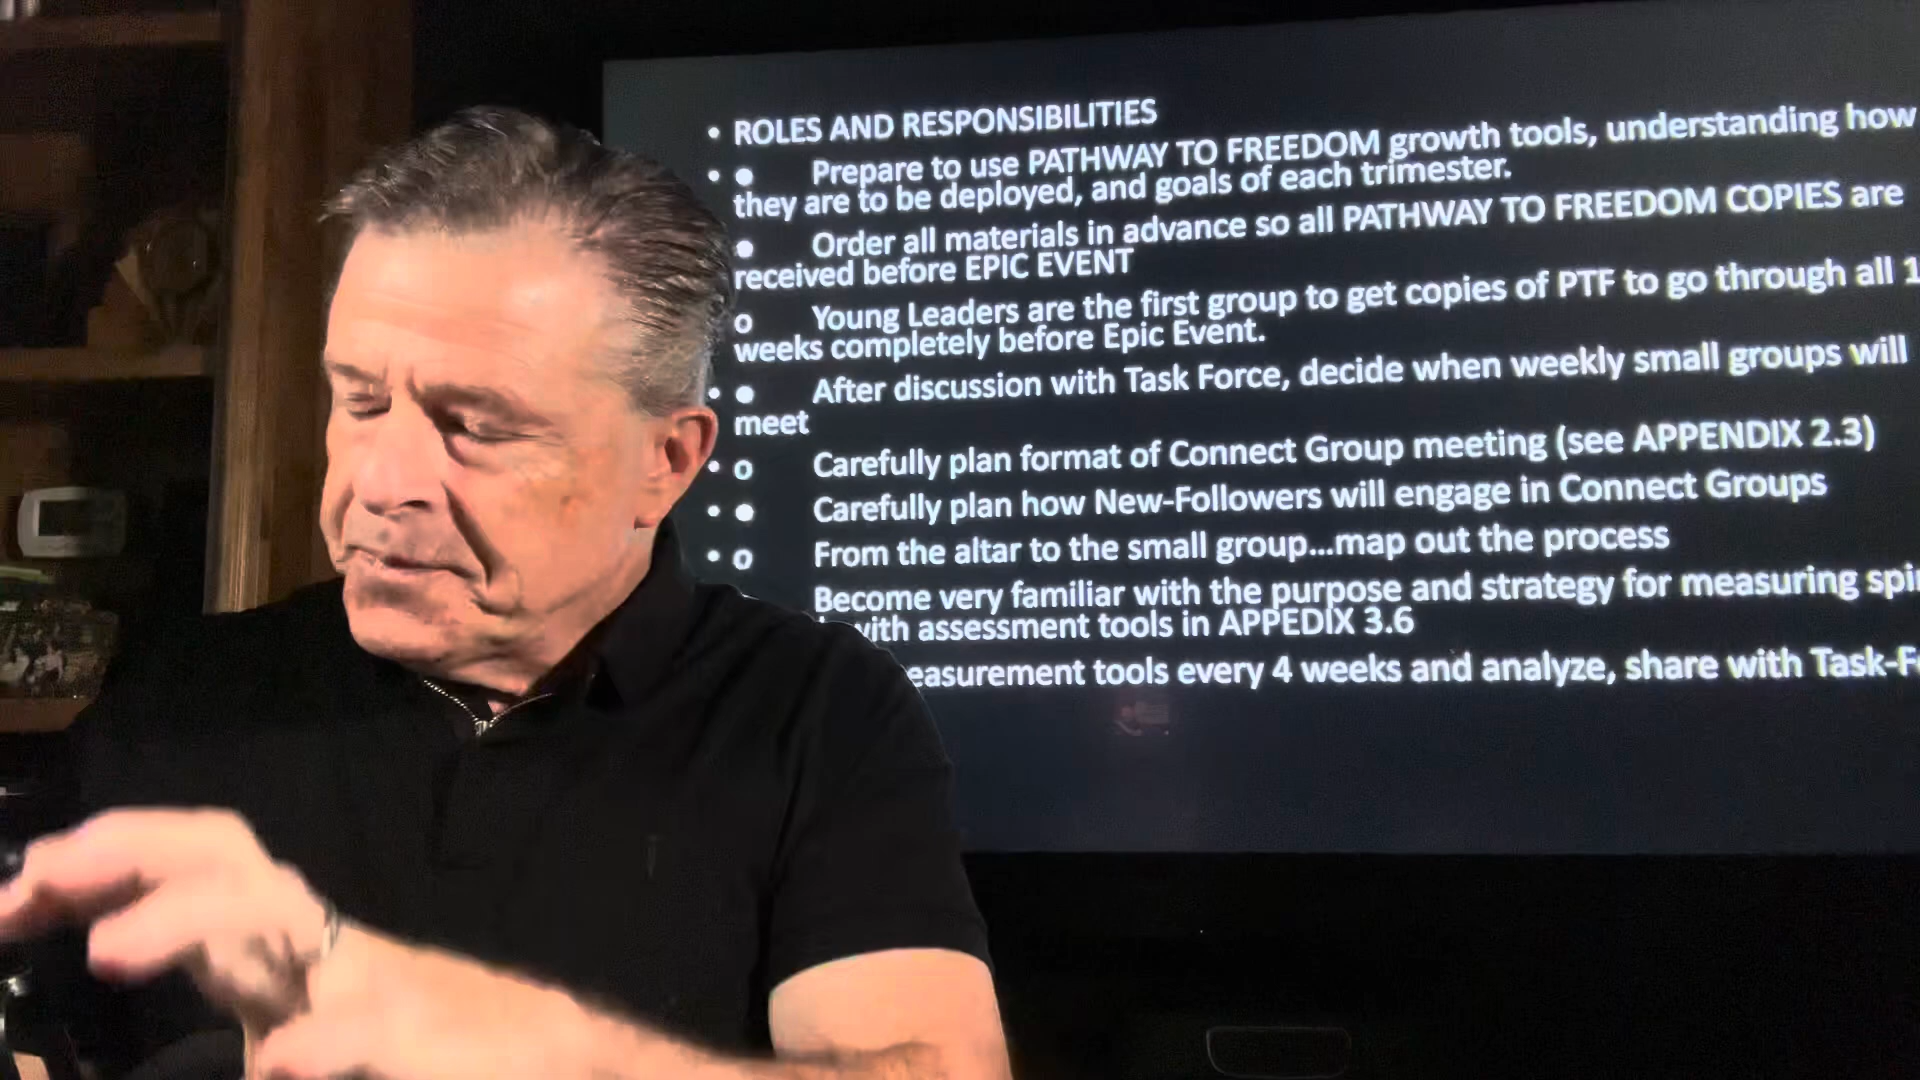 • ROLES AND RESPONSIBILITIES
• ● Prepare to use PATHWAY TO FREEDOM growth tools, understanding how
they are to be deployed, and goals of each trimester.
● Order all materials in advance so all PATHWAY TO FREEDOM COPIES are
received before EPIC EVENT
o Young Leaders are the first group to get copies of PTF to go through all 1
weeks completely before Epic Event.
• ● After discussion with Task Force, decide when weekly small groups will
meet
• o Carefully plan format of Connect Group meeting (see APPENDIX 2.3)
• ● Carefully plan how New-Followers will engage in Connect Groups
• o From the altar to the small group...map out the process
Become very familiar with the purpose and strategy for measuring
with assessment tools in APPEDIX 3.6
easurement tools every 4 weeks and analyze, share with